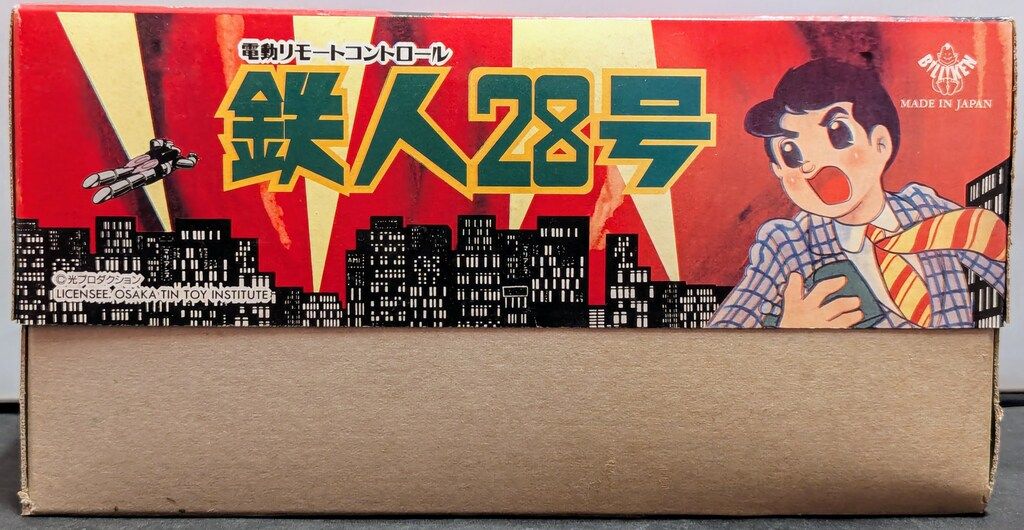 電動リモートコントロール
鉄人28号
BILLIKEN
MADE IN JAPAN
©光プロダクション
LICENSEE: OSAKA TIN TOY INSTITUTE